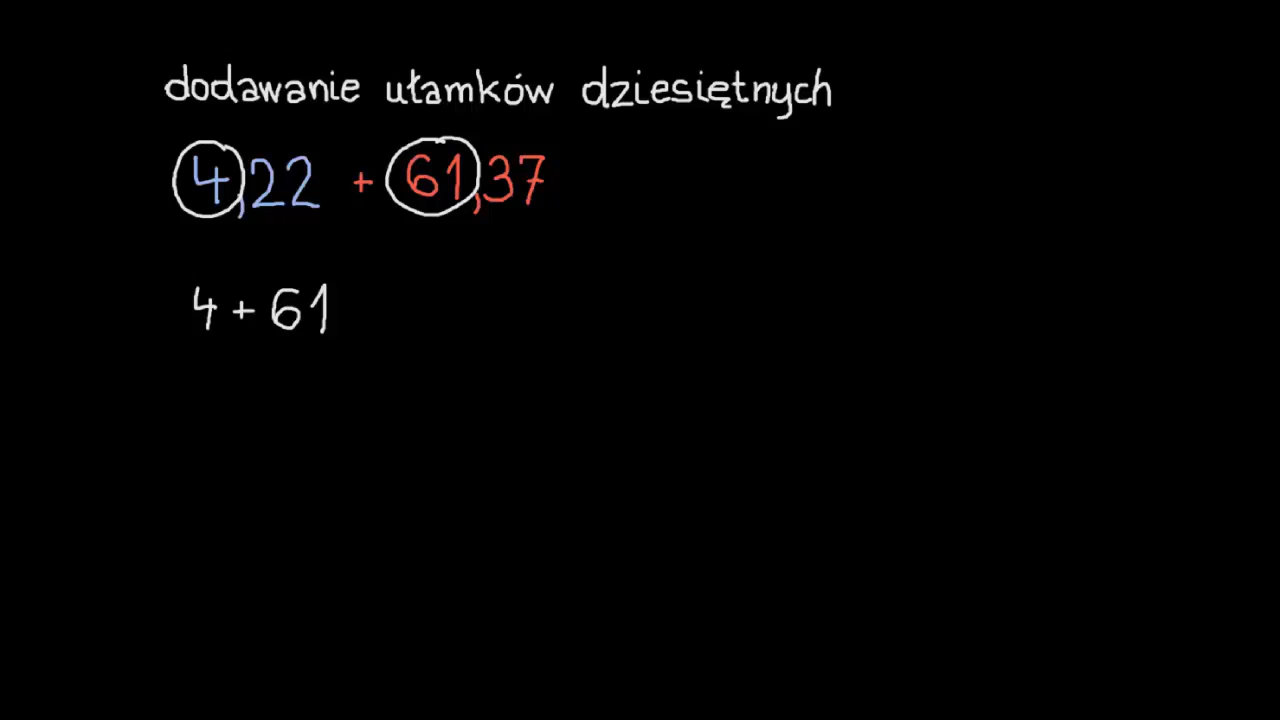 dodawanie ułamków dziesiętnych
4,22 + 61,37
4 + 61